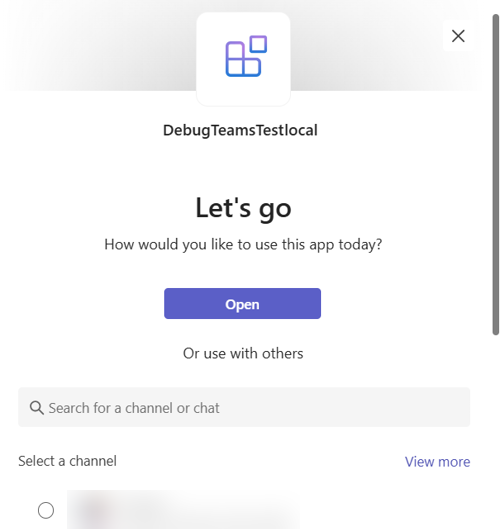 DebugTeamsTestlocal
Let's go
How would you like to use this app today?
Open
Or use with others
Search for a channel or chat
Select a channel
View more